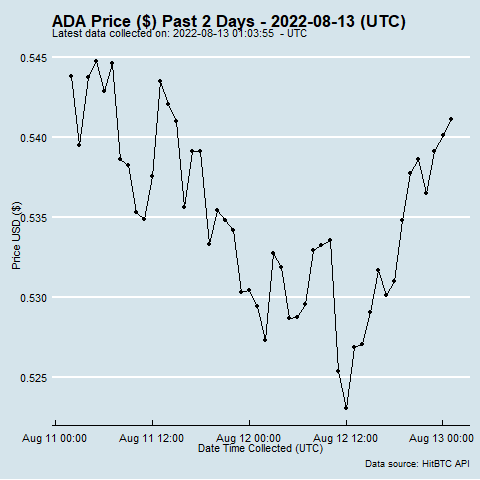 ADA Price ($) Past 2 Days - 2022-08-13 (UTC)
Latest data collected on: 2022-08-13 01:03:55  - UTC
0.545
0.540
0.535
0.530
0.525
Price USD ($)
Aug 11 00:00
Aug 11 12:00
Aug 12 00:00
Aug 12 12:00
Aug 13 00:00
Date Time Collected (UTC)
Data source: HitBTC API